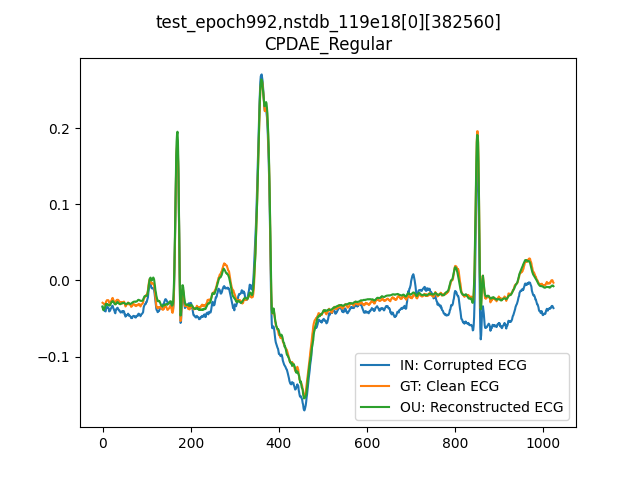 test_epoch992,nstdb_119e18[0][382560]
CPDAE_Regular
0.2
0.1
0.0
−0.1
0
200
400
600
800
1000
IN: Corrupted ECG
GT: Clean ECG
OU: Reconstructed ECG